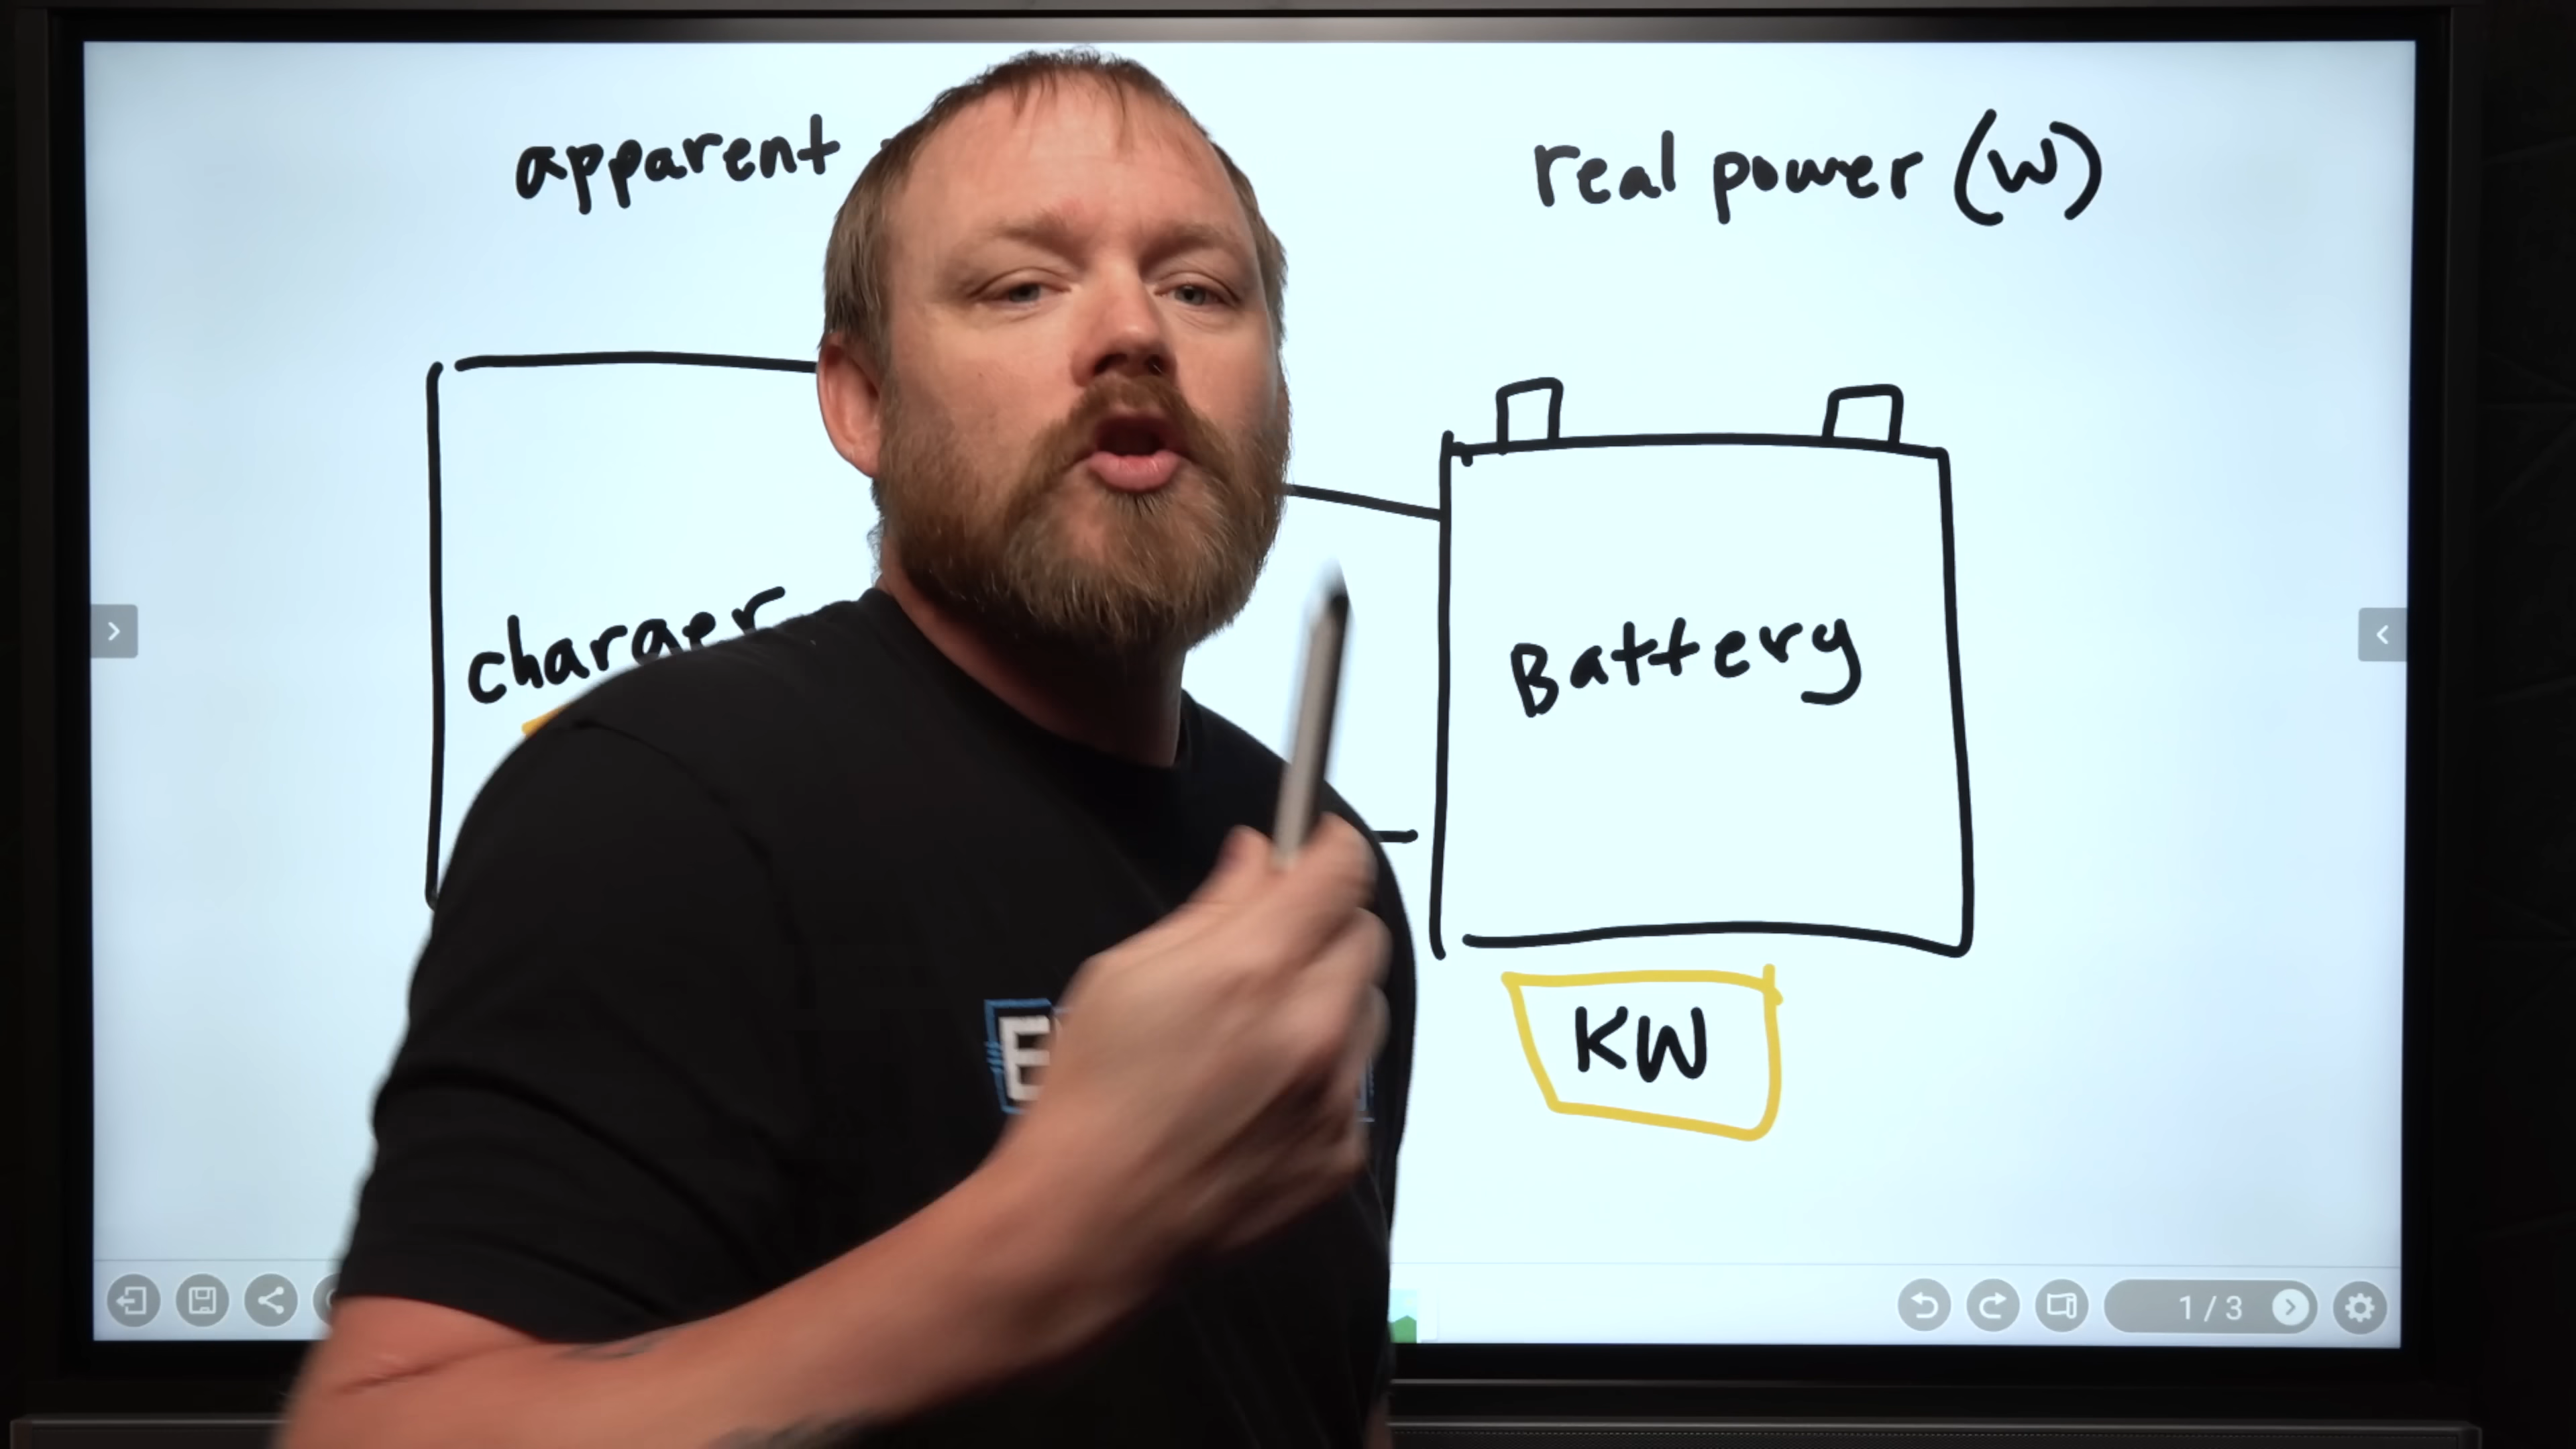 apparent
real power (W)
charger
Battery
KW
E
1 / 3